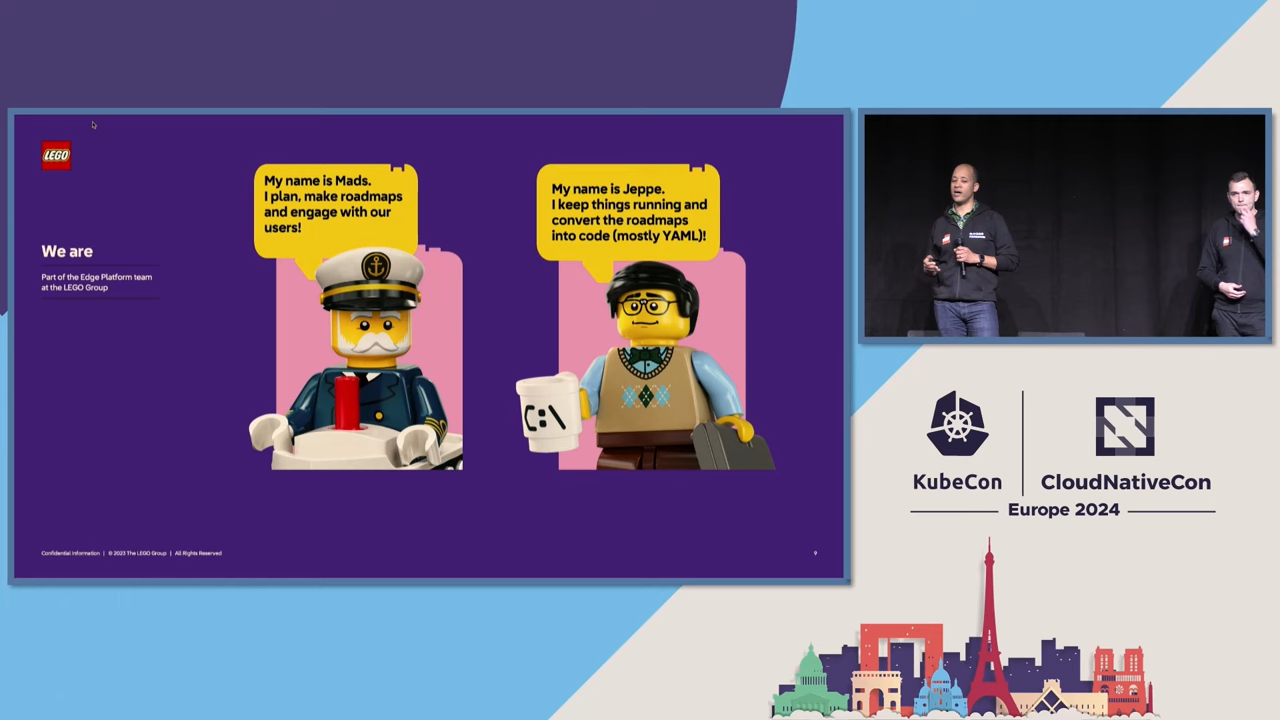 LEGO
We are
Part of the Edge Platform team
at the LEGO Group
My name is Mads.
I plan, make roadmaps
and engage with our
users!
My name is Jeppe.
I keep things running and
convert the roadmaps
into code (mostly YAML)!
C:\
Confidential Information | © 2023 The LEGO Group | All Rights Reserved
9
KubeCon
CloudNativeCon
Europe 2024